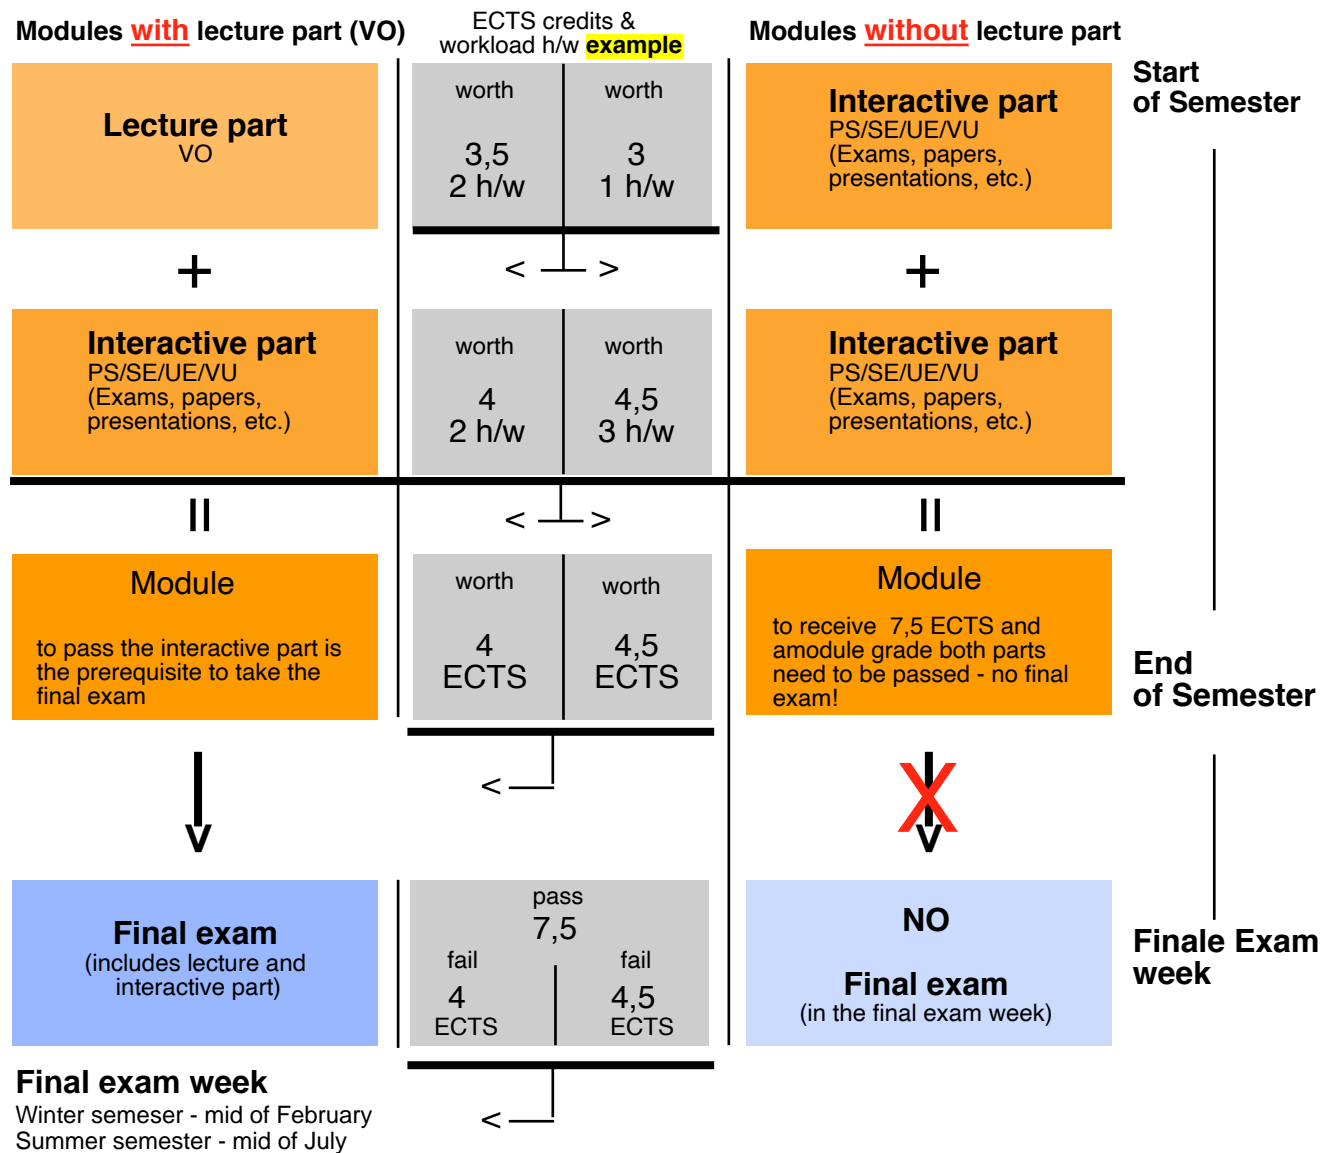 Modules with lecture part (VO)
ECTS credits &
workload h/w example
Modules without lecture part
Lecture part
VO
worth
3,5
2 h/w
worth
3
1 h/w
Interactive part
PS/SE/UE/VU
(Exams, papers,
presentations, etc.)
Start
of Semester
+
< >
+
Interactive part
PS/SE/UE/VU
(Exams, papers,
presentations, etc.)
worth
4
2 h/w
worth
4,5
3 h/w
Interactive part
PS/SE/UE/VU
(Exams, papers,
presentations, etc.)
=
< >
=
Module
to pass the interactive part is
the prerequisite to take the
final exam
worth
4
ECTS
worth
4,5
ECTS
Module
to receive 7,5 ECTS and
amodule grade both parts
need to be passed - no final
exam!
End
of Semester
<
X
Final exam
(includes lecture and
interactive part)
pass
7,5
fail
4
ECTS
fail
4,5
ECTS
NO
Final exam
(in the final exam week)
Finale Exam
week
Final exam week
Winter semeser - mid of February
Summer semester - mid of July
<